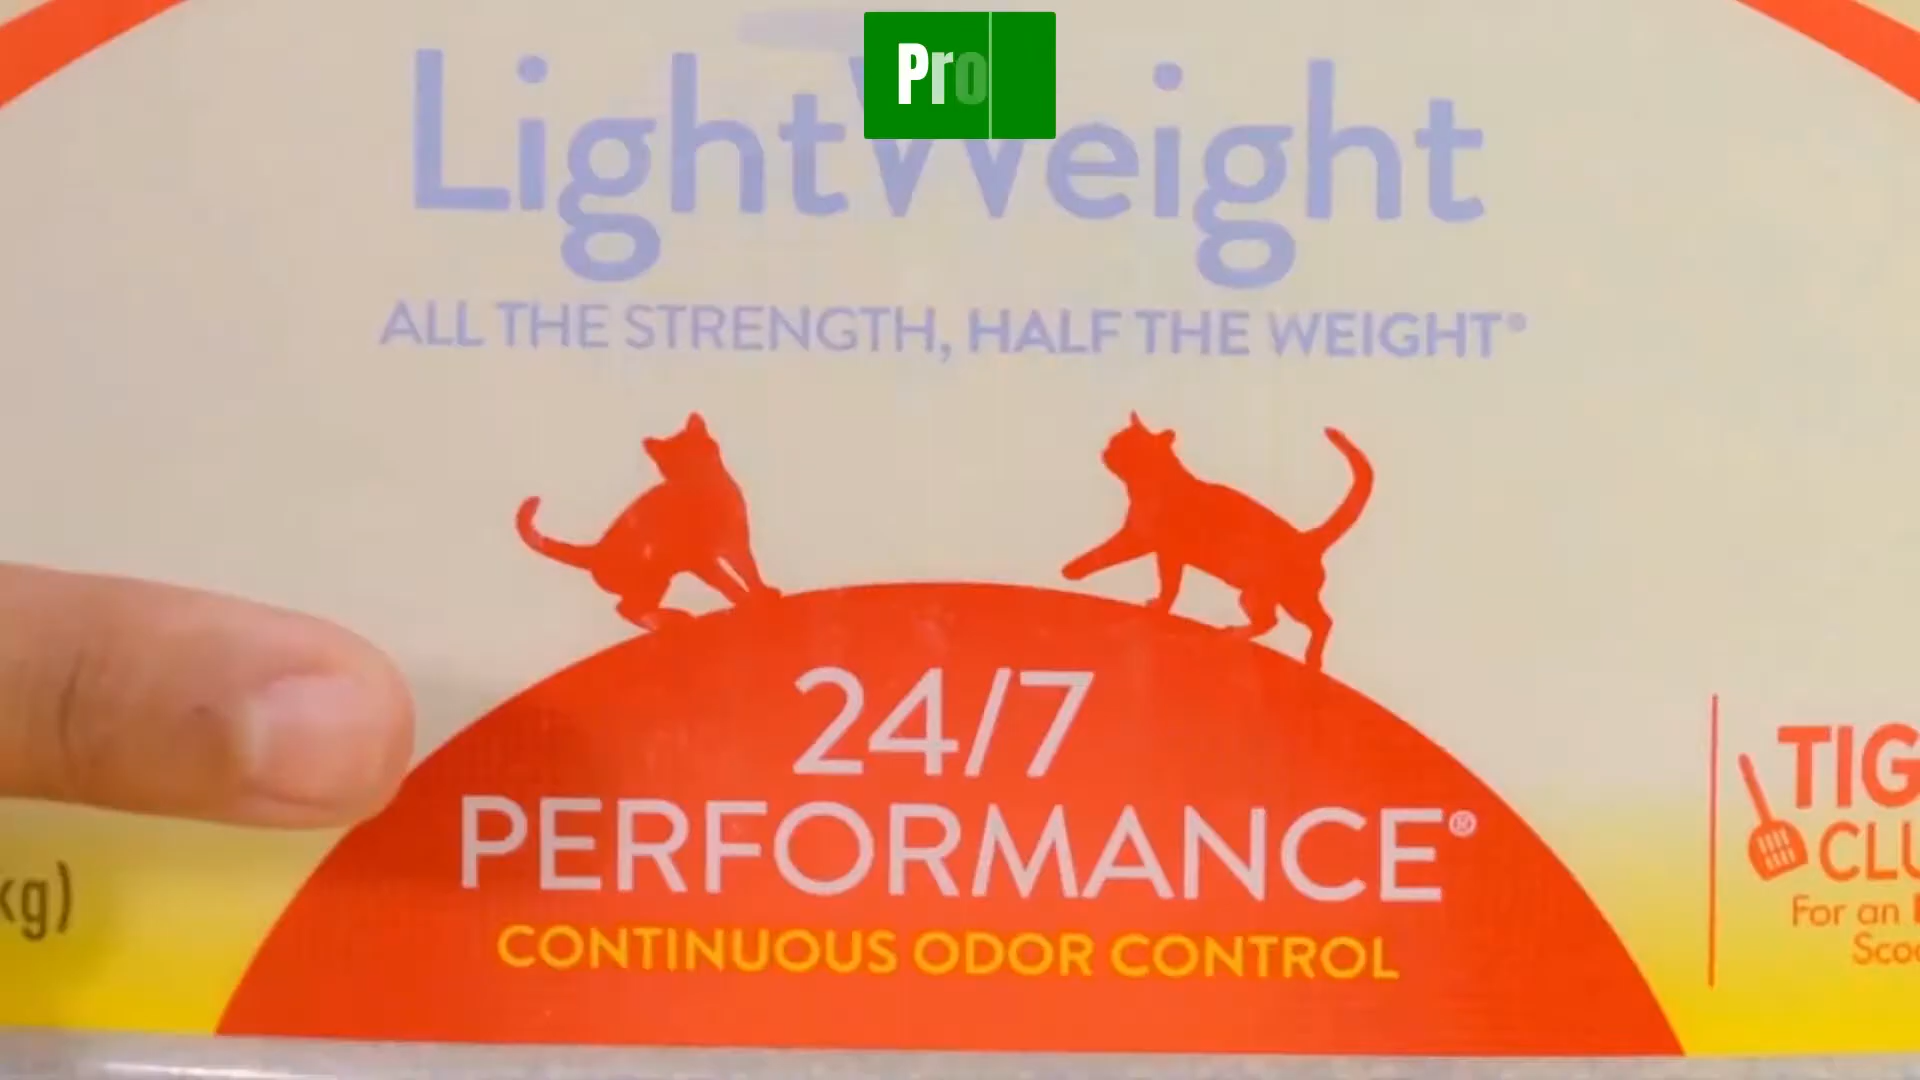 Pro
LightWeight
ALL THE STRENGTH, HALF THE WEIGHT®
24/7
PERFORMANCE®
CONTINUOUS ODOR CONTROL
kg)
TIG
CLU
For an
Scoo